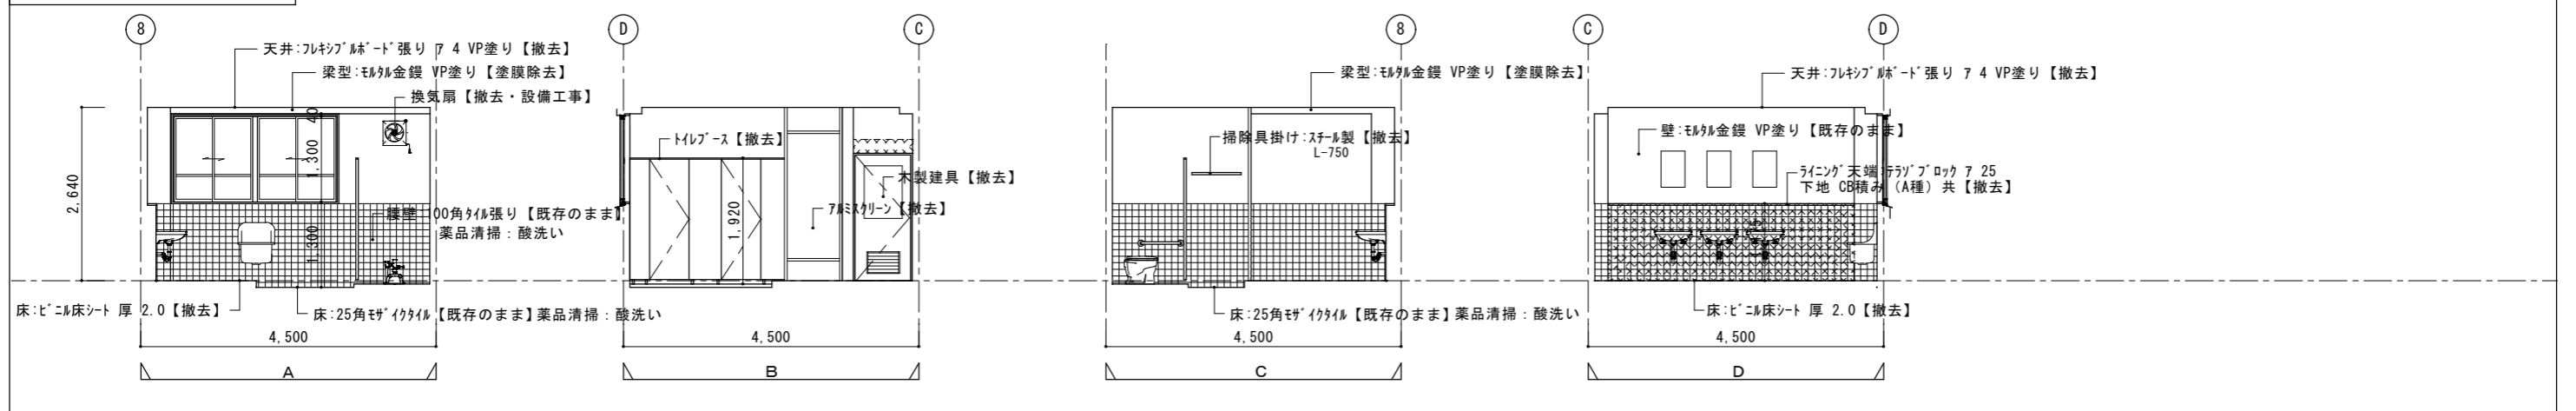 8
天井:ﾌﾚｷｼﾌﾞﾙﾎﾞｰﾄﾞ張り ｱ 4 VP塗り【撤去】
梁型:ﾓﾙﾀﾙ金鏝 VP塗り【塗膜除去】
換気扇【撤去・設備工事】
40
1,300
2,640
腰壁 100角ﾀｲﾙ張り【既存のまま】
薬品清掃：酸洗い
1,300
床:ﾋﾞﾆﾙ床ｼｰﾄ 厚 2.0【撤去】
床:25角ﾓｻﾞｲｸﾀｲﾙ【既存のまま】薬品清掃：酸洗い
4,500
A
D
C
ﾄｲﾚﾌﾞｰｽ【撤去】
木製建具【撤去】
ｱﾙﾐｽｸﾘｰﾝ【撤去】
1,920
4,500
B
8
梁型:ﾓﾙﾀﾙ金鏝 VP塗り【塗膜除去】
掃除具掛け:ｽﾁｰﾙ製【撤去】
L-750
床:25角ﾓｻﾞｲｸﾀｲﾙ【既存のまま】薬品清掃：酸洗い
4,500
C
C
D
天井:ﾌﾚｷｼﾌﾞﾙﾎﾞｰﾄﾞ張り ｱ 4 VP塗り【撤去】
壁:ﾓﾙﾀﾙ金鏝 VP塗り【既存のまま】
ﾗｲﾆﾝｸﾞ天端:ﾃﾗｿﾞﾌﾞﾛｯｸ ｱ 25
下地 CB積み（A種）共【撤去】
床:ﾋﾞﾆﾙ床ｼｰﾄ 厚 2.0【撤去】
4,500
D